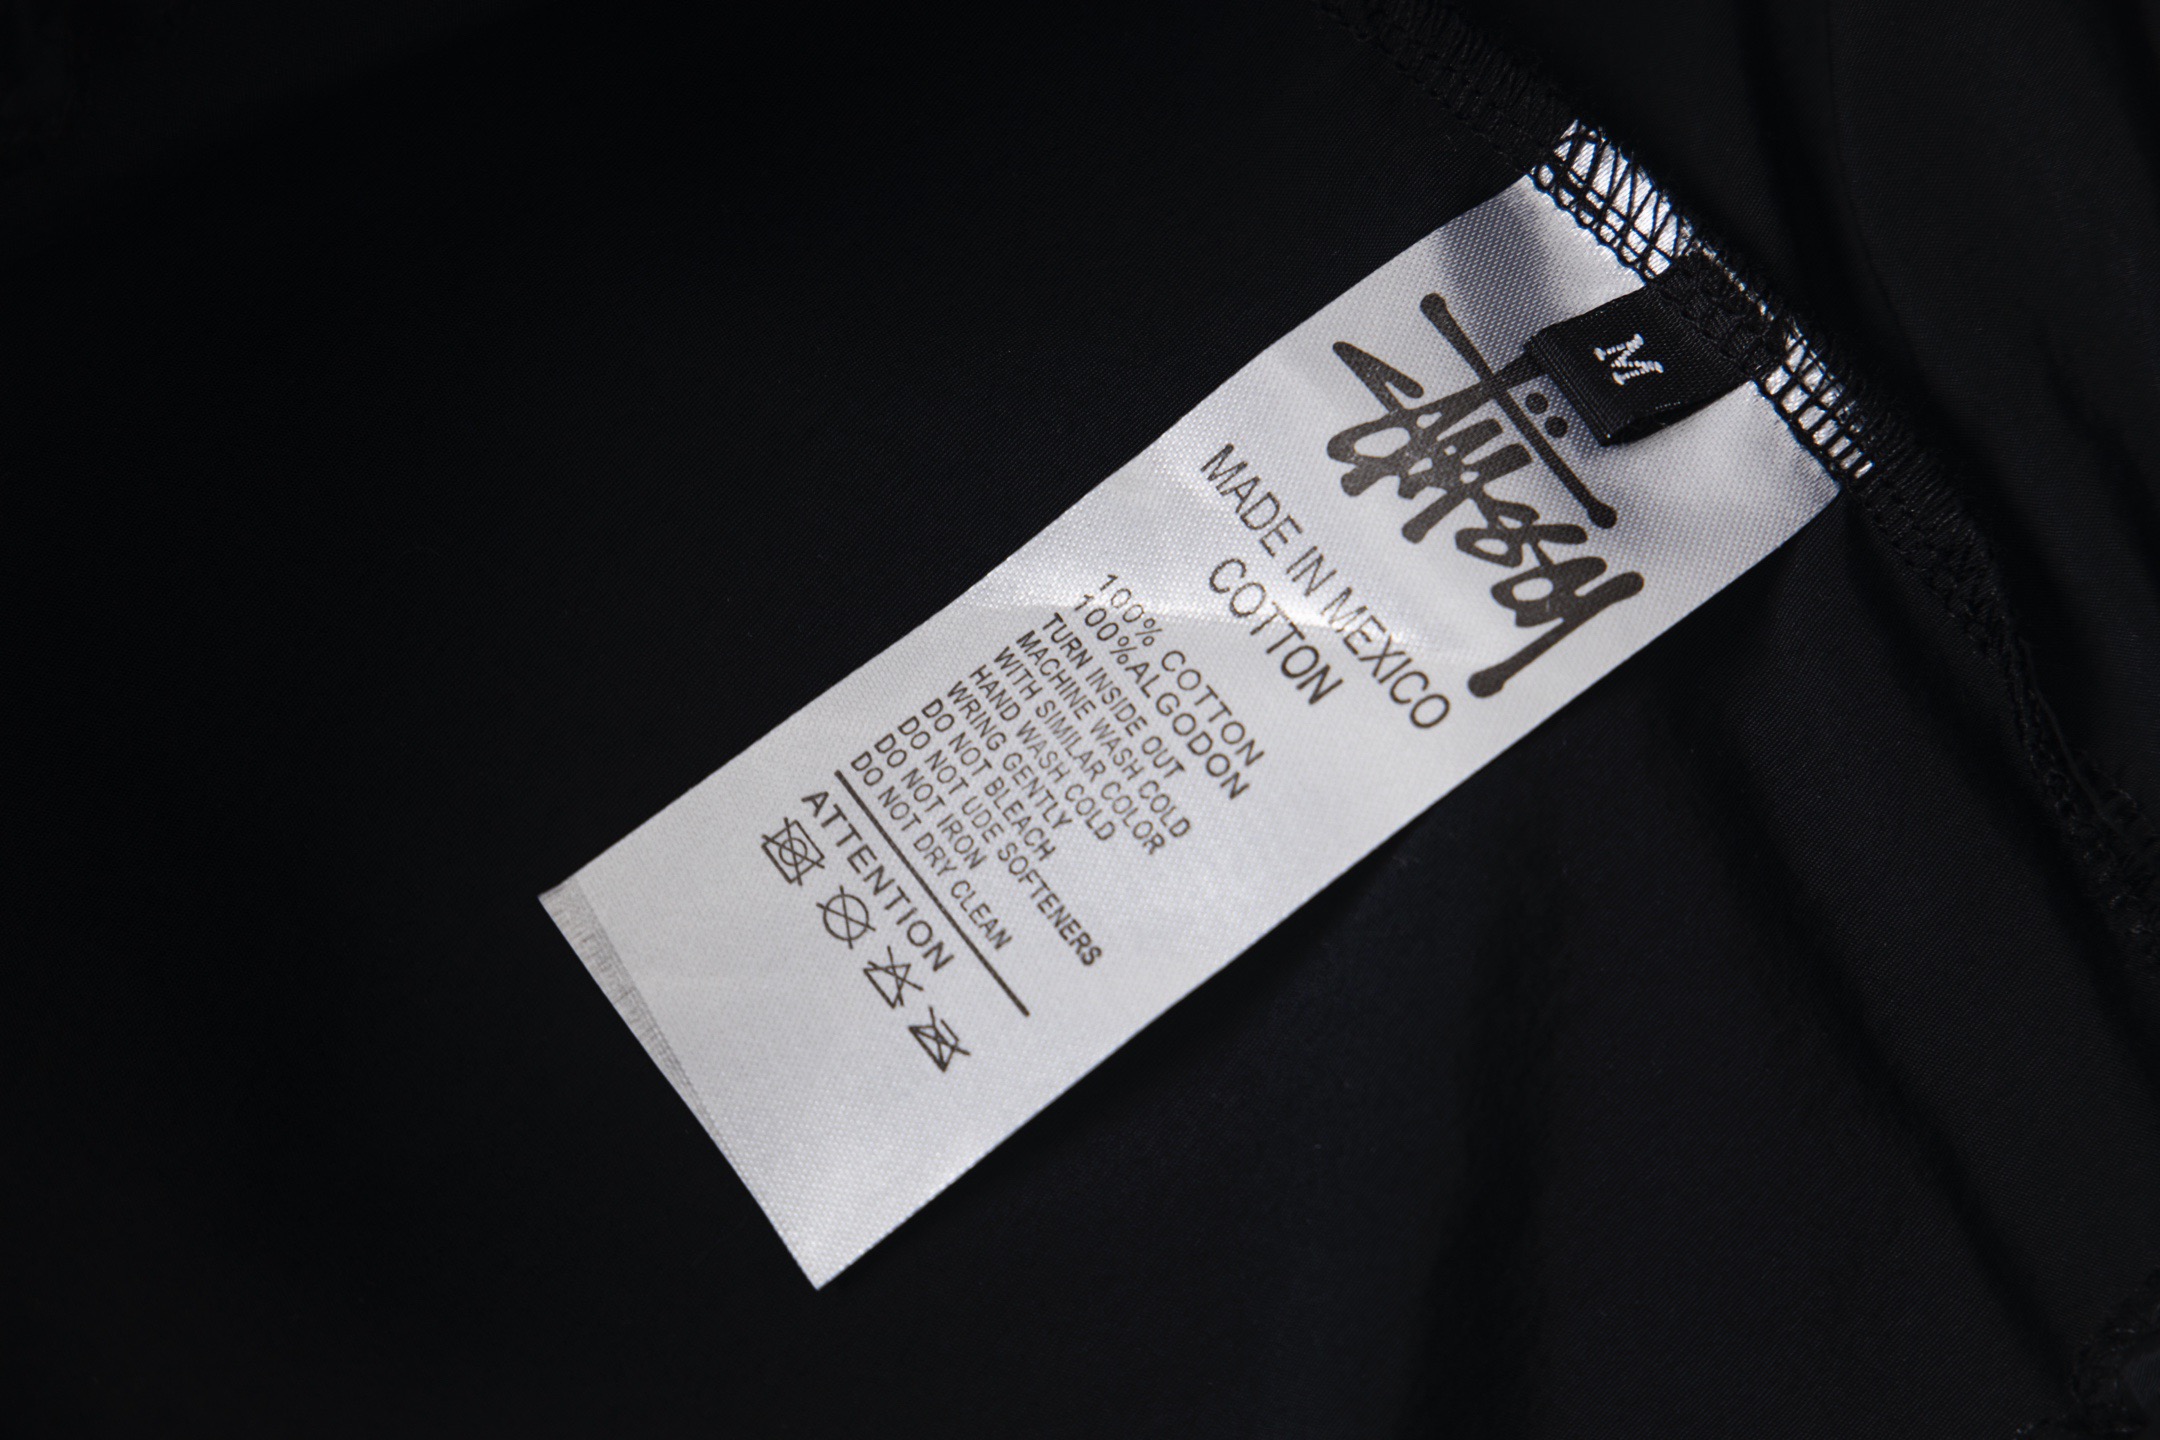 M
Stüssy
MADE IN MEXICO
COTTON
100% COTTON
100%ALGODON
TURN INSIDE OUT
MACHINE WASH COLD
WITH SIMILAR COLOR
HAND WASH COLD
WRING GENTLY
DO NOT BLEACH
DO NOT UDE SOFTENERS
DO NOT IRON
DO NOT DRY CLEAN
ATTENTION